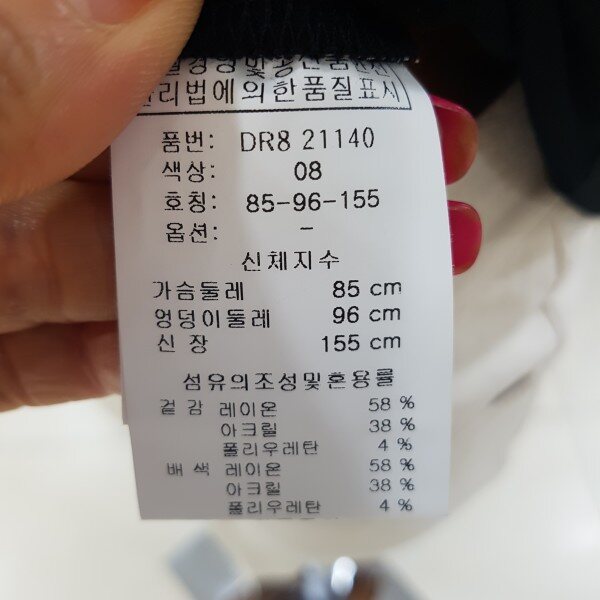 리법에의한품질표시
품번: DR8 21140
색상: 08
호칭: 85-96-155
옵션: -
신체지수
가슴둘레 85 cm
엉덩이둘레 96 cm
신 장 155 cm
섬유의조성및혼용률
겉 감 레이온 58 %
아크릴 38 %
폴리우레탄 4 %
배 색 레이온 58 %
아크릴 38 %
폴리우레탄 4 %